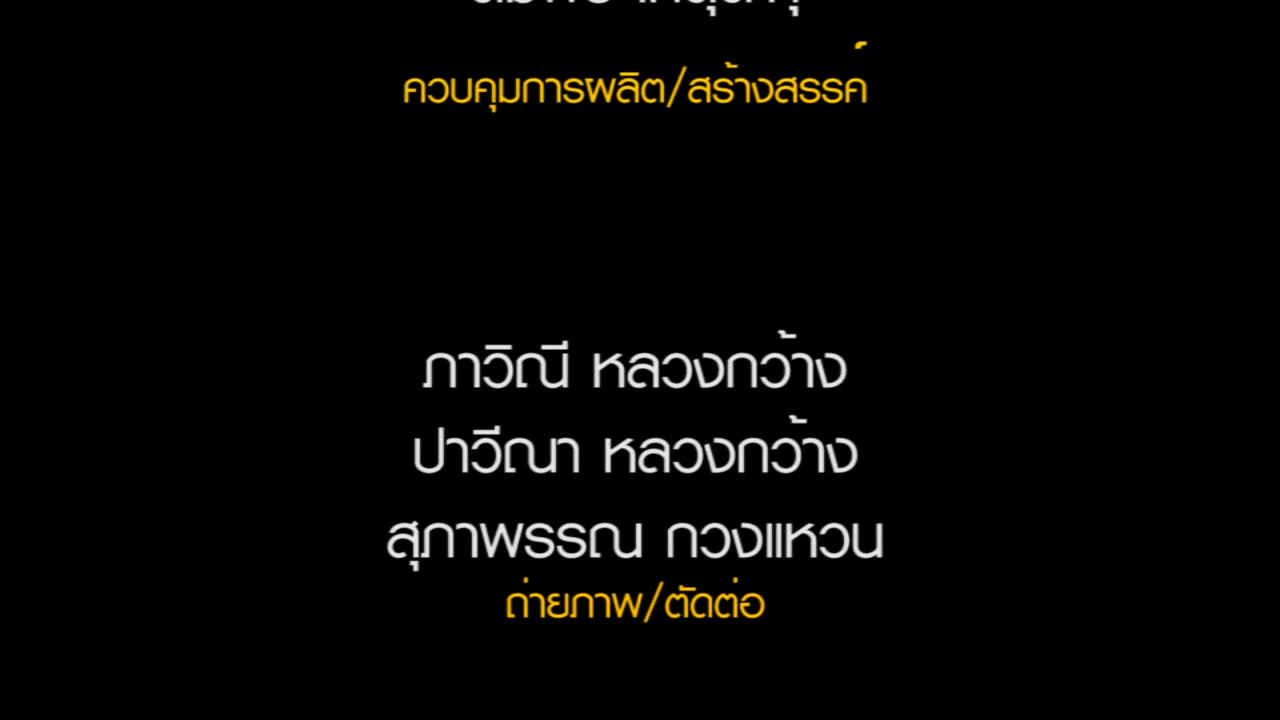 ควบคุมการผลิต/สร้างสรรค์
ภาวิณี หลวงกว้าง
ปาวีณา หลวงกว้าง
สุภาพรรณ กวงแหวน
ถ่ายภาพ/ตัดต่อ